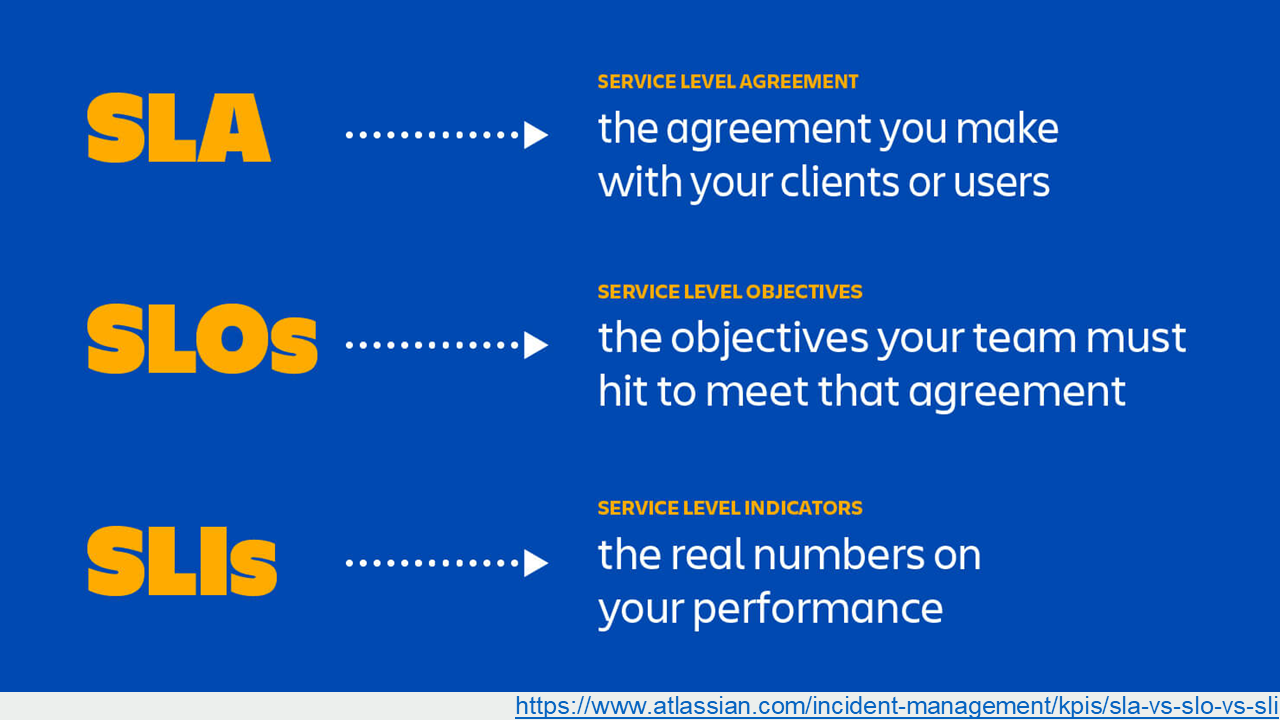 SLA
SERVICE LEVEL AGREEMENT
the agreement you make
with your clients or users
SLOs
SERVICE LEVEL OBJECTIVES
the objectives your team must
hit to meet that agreement
SLIs
SERVICE LEVEL INDICATORS
the real numbers on
your performance
https://www.atlassian.com/incident-management/kpis/sla-vs-slo-vs-sli